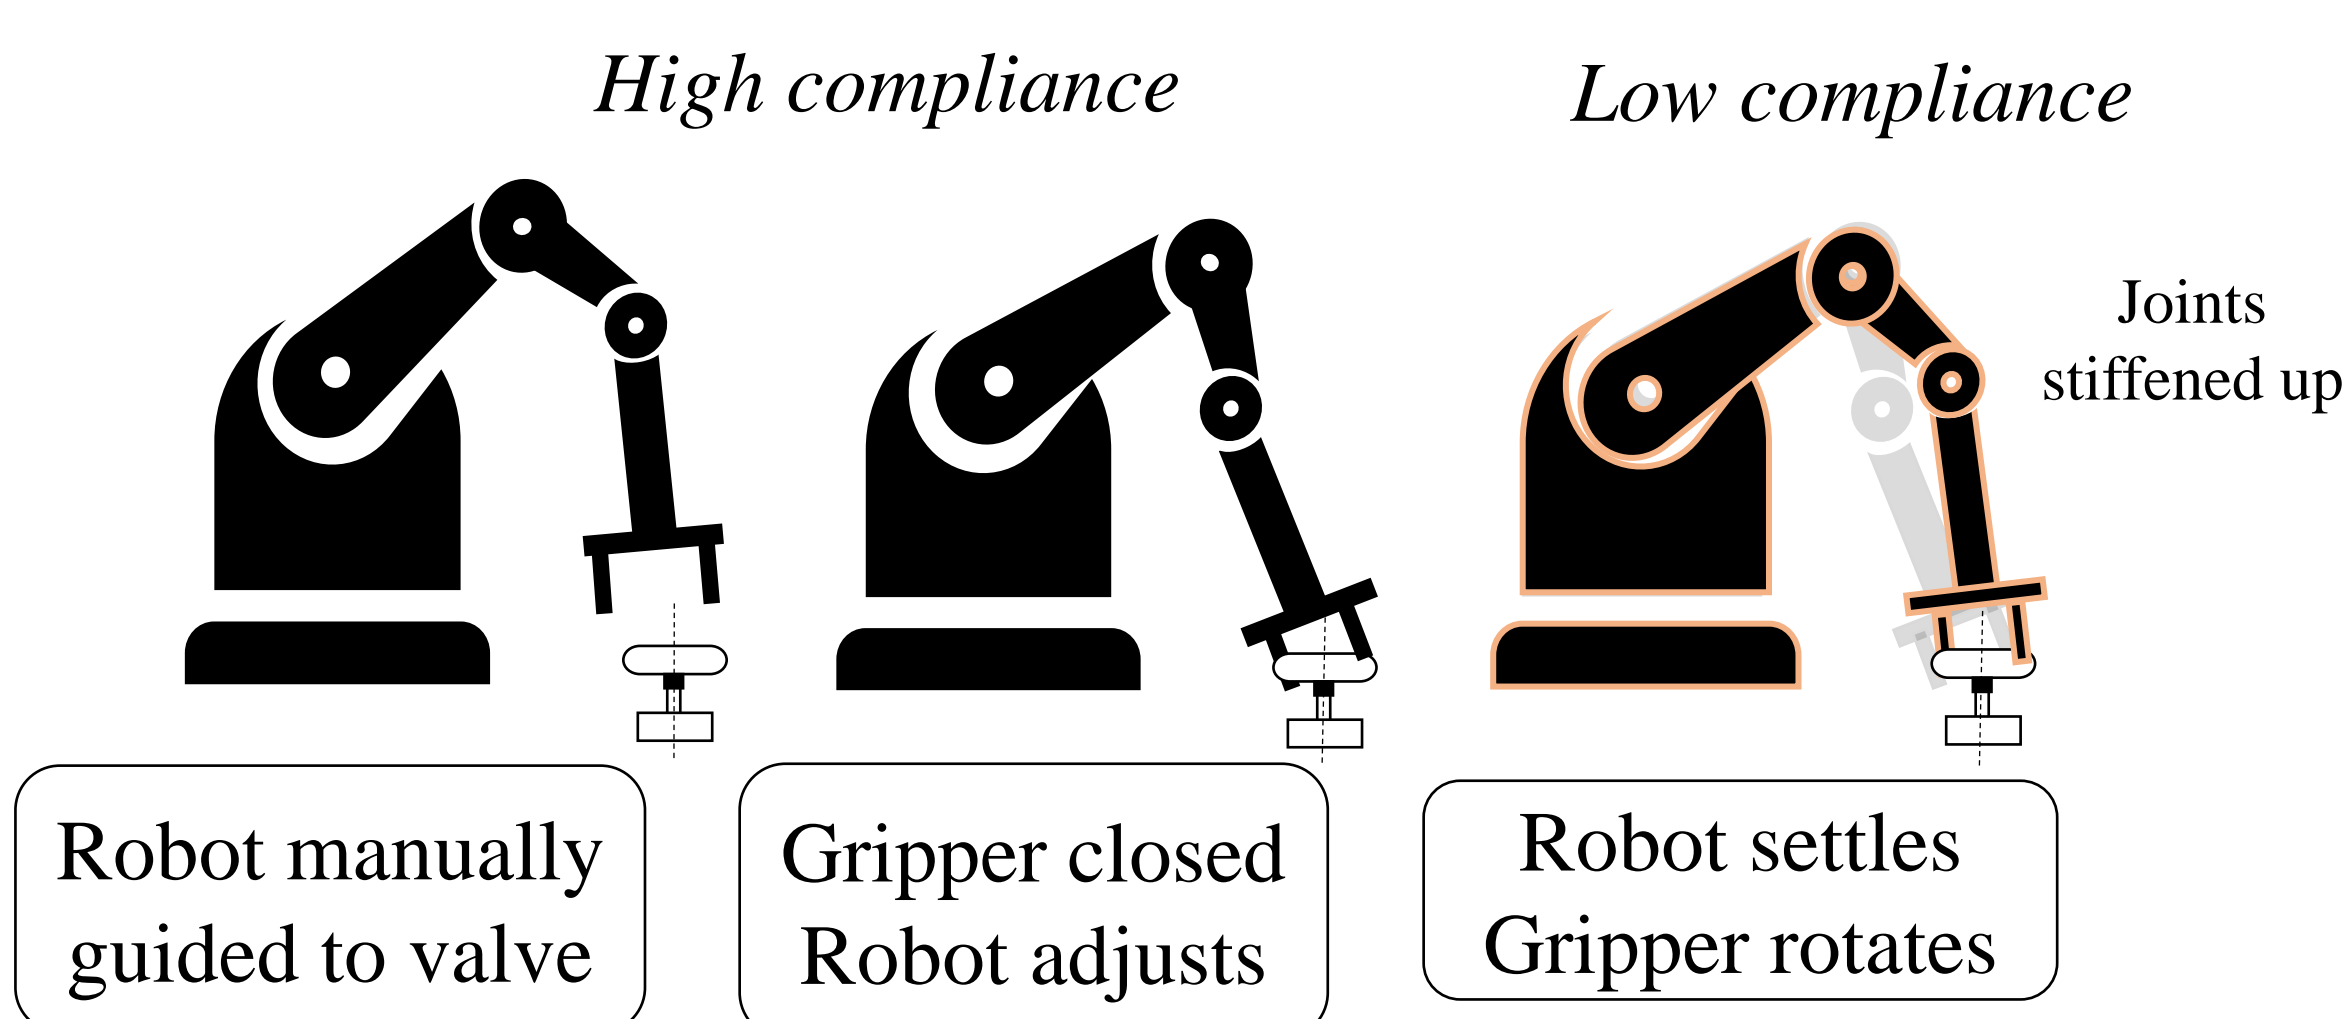 High compliance
Low compliance
Joints
stiffened up
Robot manually
guided to valve
Gripper closed
Robot adjusts
Robot settles
Gripper rotates